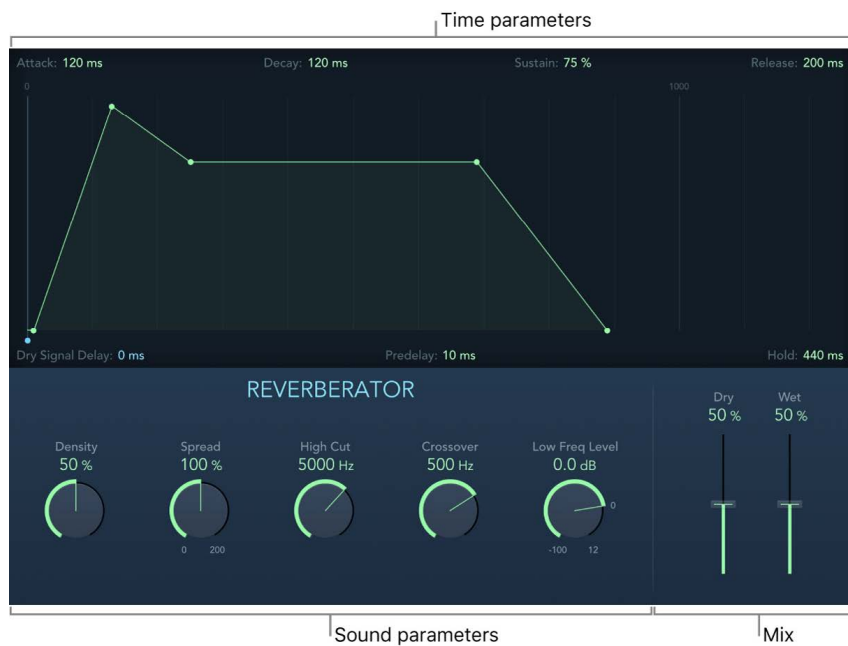 Time parameters
Attack: 120 ms Decay: 120 ms Sustain: 75 % Release: 200 ms
0 1000
Dry Signal Delay: 0 ms Predelay: 10 ms Hold: 440 ms
REVERBERATOR
Dry Wet
50 % 50 %
Density Spread High Cut Crossover Low Freq Level
50 % 100 % 5000 Hz 500 Hz 0.0 dB
0
0 200 -100 12
Sound parameters Mix